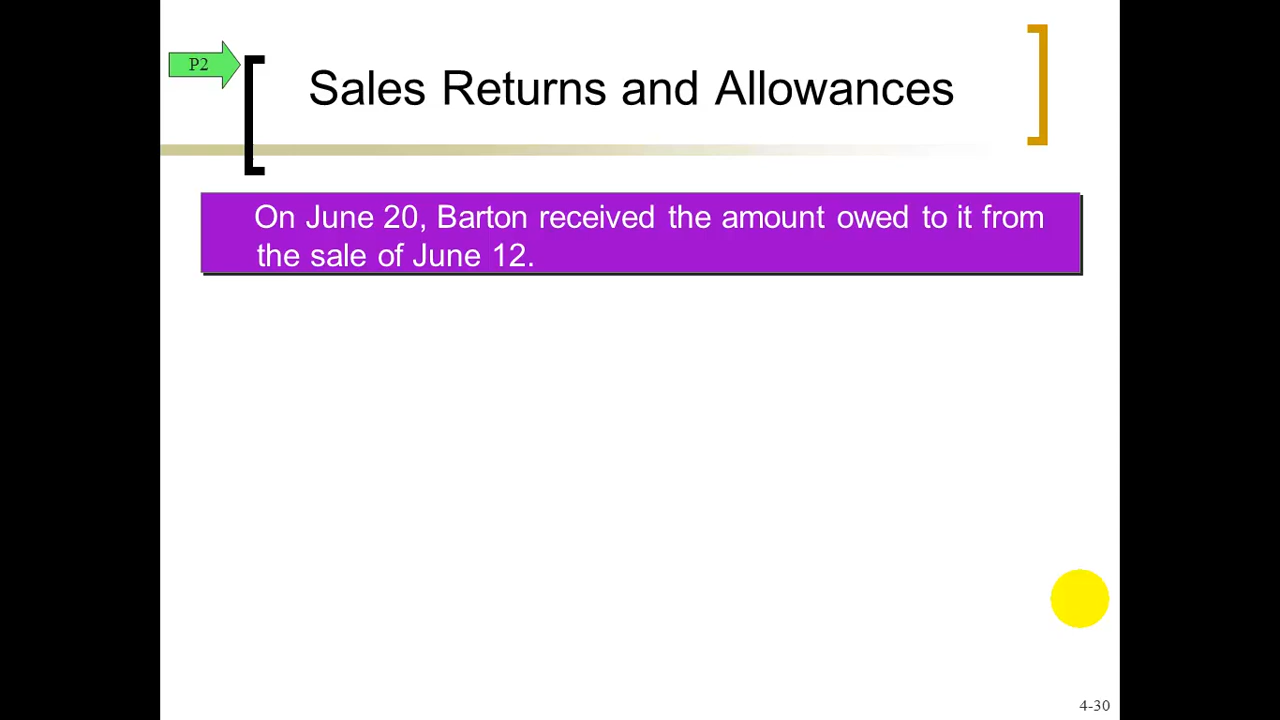 P2
Sales Returns and Allowances
On June 20, Barton received the amount owed to it from
the sale of June 12.
4-30